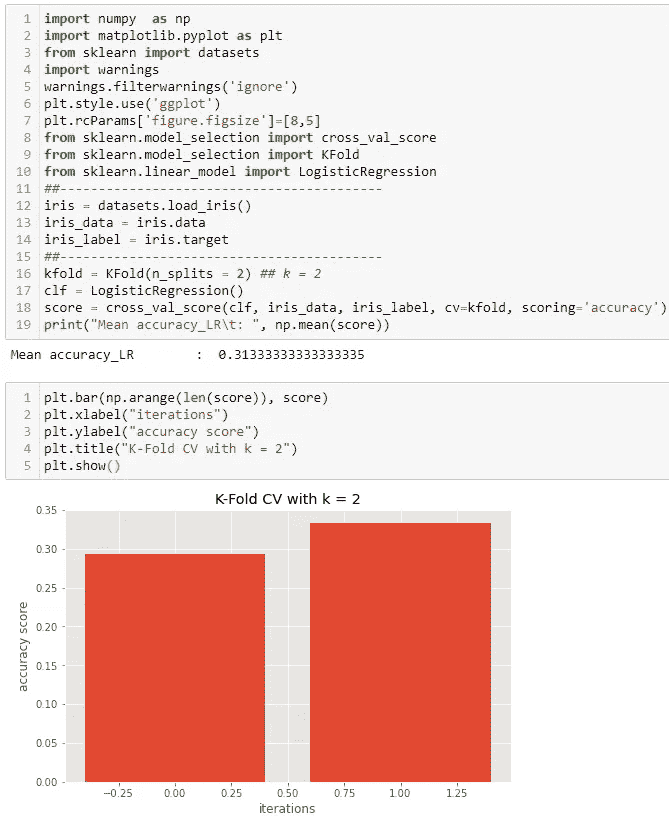 1 import numpy  as np
2 import matplotlib.pyplot as plt
3 from sklearn import datasets
4 import warnings
5 warnings.filterwarnings('ignore')
6 plt.style.use('ggplot')
7 plt.rcParams['figure.figsize']=[8,5]
8 from sklearn.model_selection import cross_val_score
9 from sklearn.model_selection import KFold
10 from sklearn.linear_model import LogisticRegression
11 ##------------------------------------------
12 iris = datasets.load_iris()
13 iris_data = iris.data
14 iris_label = iris.target
15 ##------------------------------------------
16 kfold = KFold(n_splits = 2) ## k = 2
17 clf = LogisticRegression()
18 score = cross_val_score(clf, iris_data, iris_label, cv=kfold, scoring='accuracy')
19 print("Mean accuracy_LR\t: ", np.mean(score))
Mean accuracy_LR        :  0.31333333333333335
1 plt.bar(np.arange(len(score)), score)
2 plt.xlabel("iterations")
3 plt.ylabel("accuracy score")
4 plt.title("K-Fold CV with k = 2")
5 plt.show()
K-Fold CV with k = 2
0.35
0.30
0.25
0.20
0.15
0.10
0.05
0.00
accuracy score
−0.25 0.00 0.25 0.50 0.75 1.00 1.25
iterations